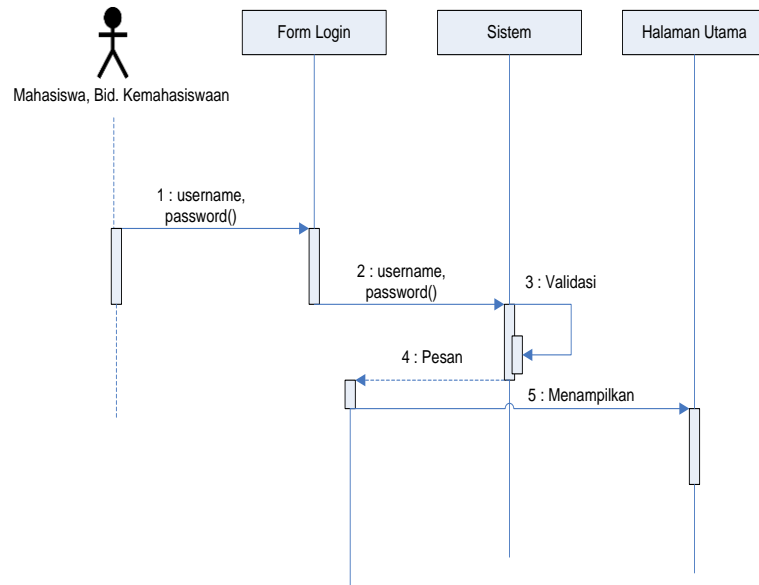 Form Login
Sistem
Halaman Utama
Mahasiswa, Bid. Kemahasiswaan
1 : username,
password()
2 : username,
password()
3 : Validasi
4 : Pesan
5 : Menampilkan